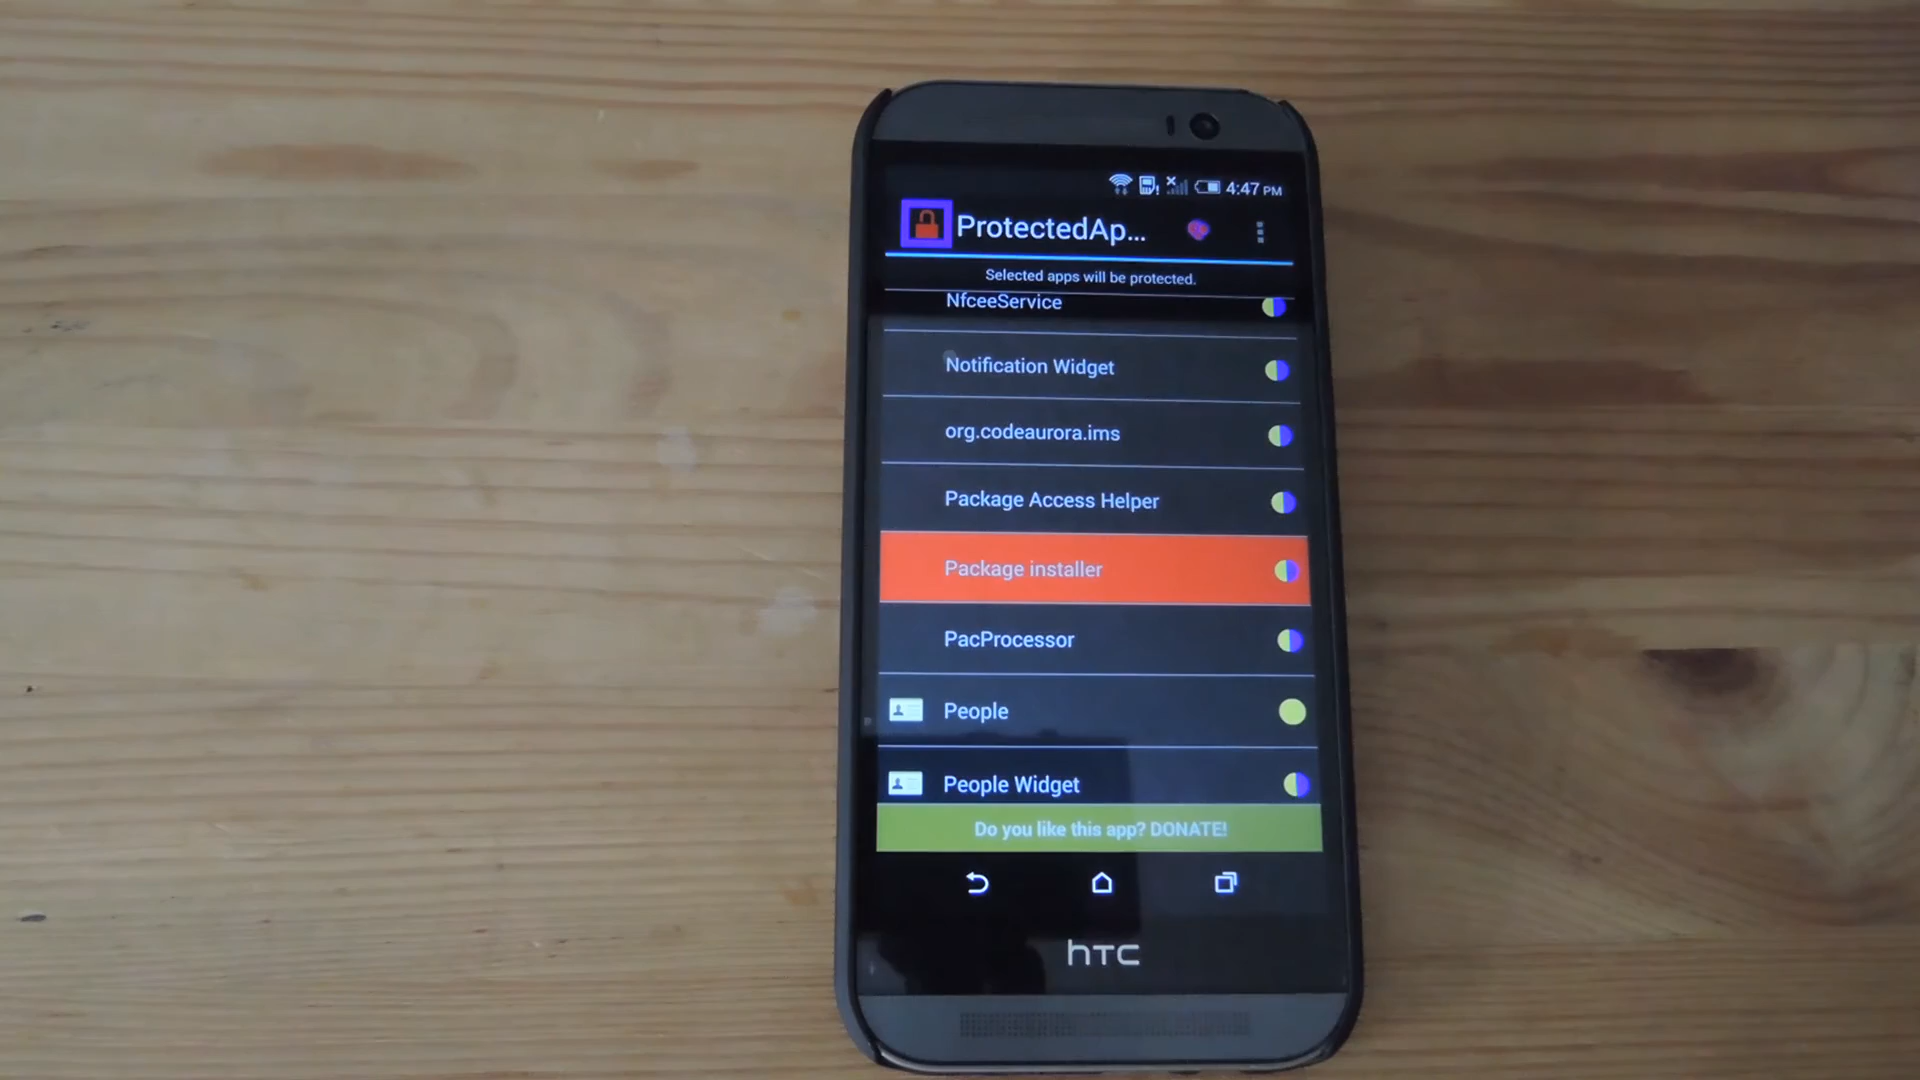 4:47 PM
ProtectedAp...
Selected apps will be protected.
NfceeService
Notification Widget
org.codeaurora.ims
Package Access Helper
Package installer
PacProcessor
People
People Widget
Do you like this app? DONATE!
hTC